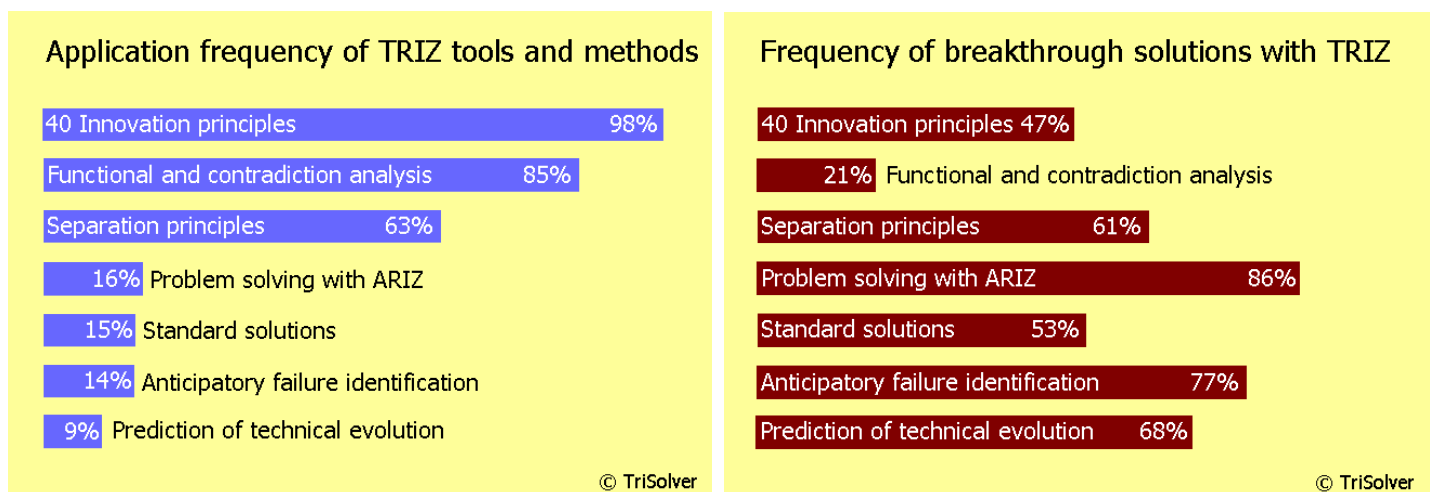 Application frequency of TRIZ tools and methods
40 Innovation principles 98%
Functional and contradiction analysis 85%
Separation principles 63%
16% Problem solving with ARIZ
15% Standard solutions
14% Anticipatory failure identification
9% Prediction of technical evolution
© TriSolver
Frequency of breakthrough solutions with TRIZ
40 Innovation principles 47%
21% Functional and contradiction analysis
Separation principles 61%
Problem solving with ARIZ 86%
Standard solutions 53%
Anticipatory failure identification 77%
Prediction of technical evolution 68%
© TriSolver